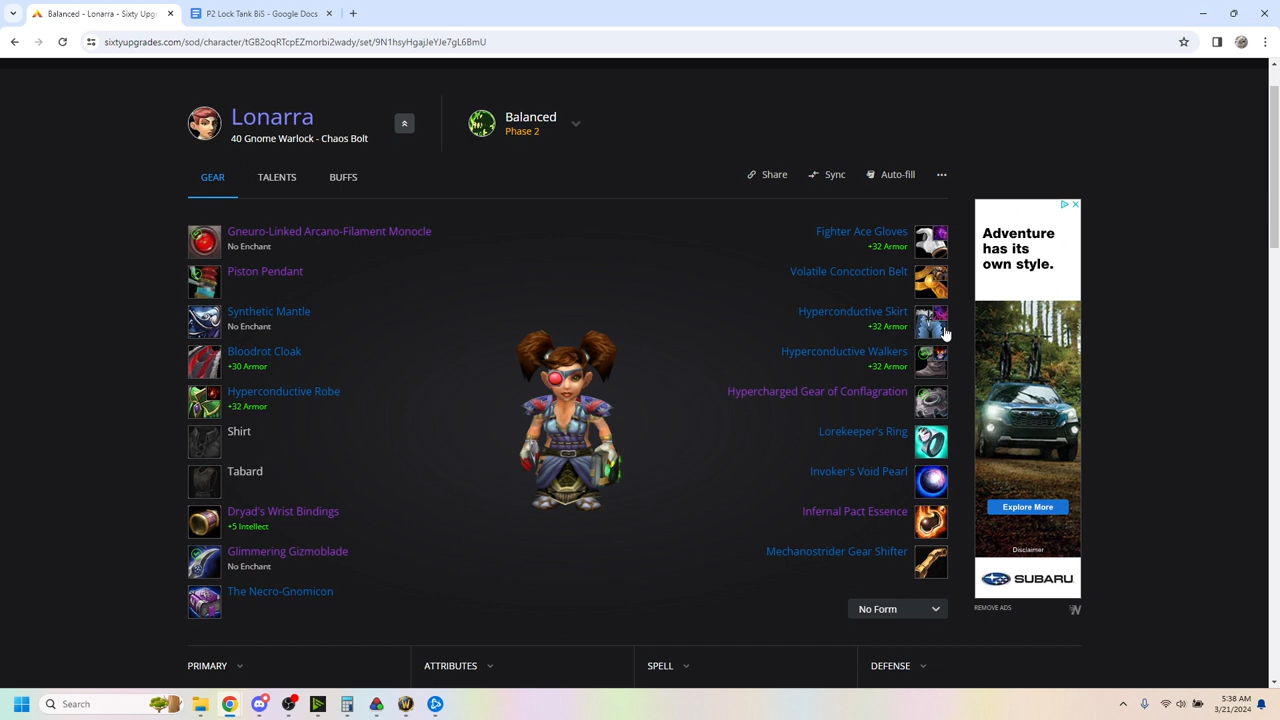 Balanced - Lonarra - Sixty Upgr
P2 Lock Tank BiS - Google Docs
sixtyupgrades.com/sod/character/tGB2oqRTcpEZmorbi2wady/set/9N1hsyHgajJeYJe7gL6BmU
Lonarra
40 Gnome Warlock - Chaos Bolt
Balanced
Phase 2
GEAR
TALENTS
BUFFS
Share
Sync
Auto-fill
Gneuro-Linked Arcano-Filament Monocle
No Enchant
Piston Pendant
Synthetic Mantle
No Enchant
Bloodrot Cloak
+30 Armor
Hyperconductive Robe
+32 Armor
Shirt
Tabard
Dryad's Wrist Bindings
+5 Intellect
Glimmering Gizmoblade
No Enchant
The Necro-Gnomicon
Fighter Ace Gloves
+32 Armor
Volatile Concoction Belt
Hyperconductive Skirt
+32 Armor
Hyperconductive Walkers
+32 Armor
Hypercharged Gear of Conflagration
Lorekeeper's Ring
Invoker's Void Pearl
Infernal Pact Essence
Mechanostrider Gear Shifter
No Form
Adventure
has its
own style.
Explore More
Disclaimer
SUBARU
REMOVE ADS
PRIMARY
ATTRIBUTES
SPELL
DEFENSE
Search
5:38 AM
3/21/2024